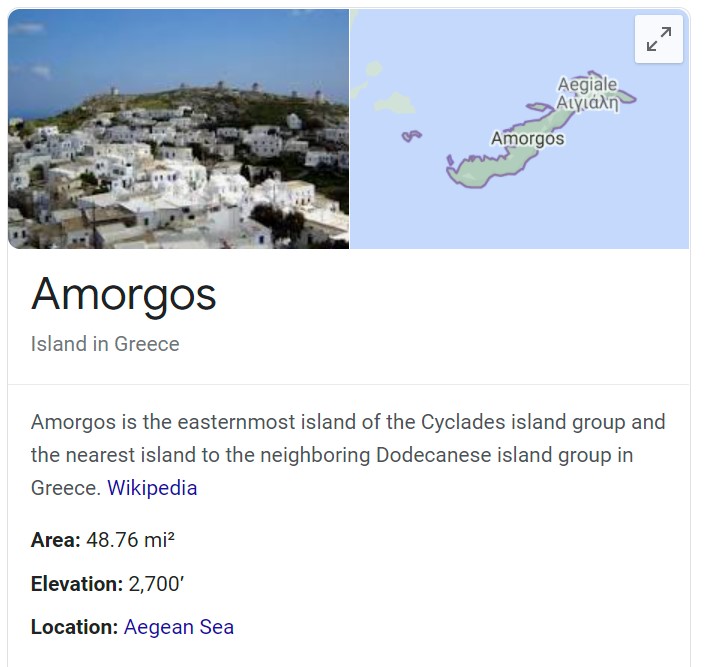 Aegiale
Αιγιάλη
Amorgos
Amorgos
Island in Greece
Amorgos is the easternmost island of the Cyclades island group and
the nearest island to the neighboring Dodecanese island group in
Greece. Wikipedia
Area: 48.76 mi²
Elevation: 2,700′
Location: Aegean Sea